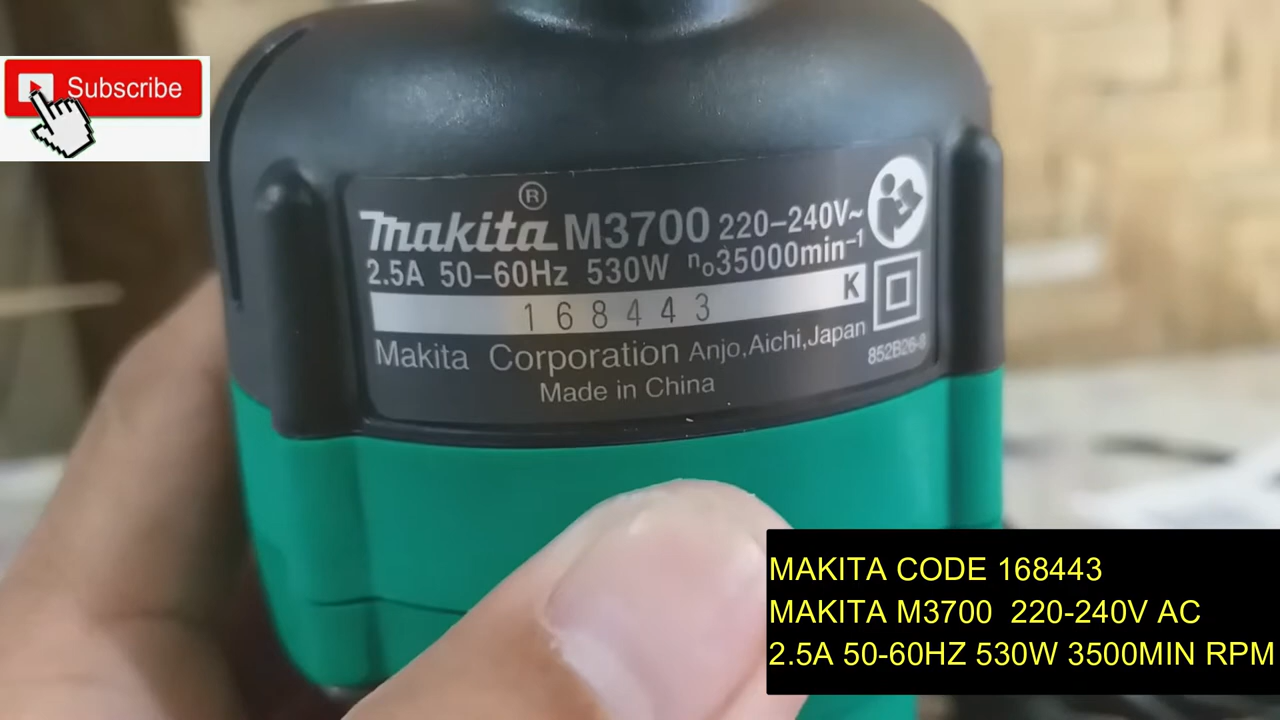 Subscribe
®
makita M3700 220-240V~
2.5A 50-60Hz 530W n₀35000min⁻¹
168443 K
Makita Corporation Anjo,Aichi,Japan
852B26-8
Made in China
MAKITA CODE 168443
MAKITA M3700 220-240V AC
2.5A 50-60HZ 530W 3500MIN RPM